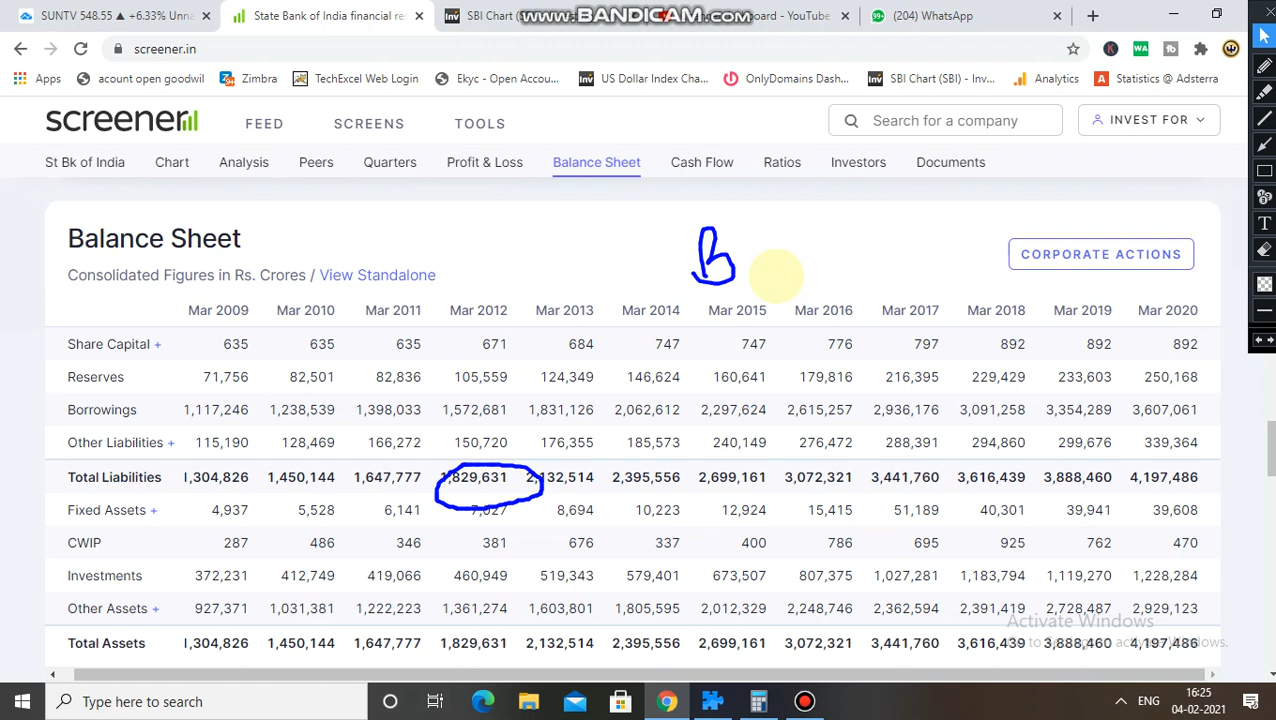 SUNTV 548.55 ▲ +6.33% Unna
State Bank of India financial res
SBI Chart (
www.BANDICAM.com
board - YouTube
99+
(204) WhatsApp
screener.in
Apps
acount open goodwil
Zimbra
TechExcel Web Login
Ekyc - Open Accou...
US Dollar Index Cha...
OnlyDomains Dash...
SBI Chart (SBI) - Inv...
Analytics
Statistics @ Adsterra
screener
FEED
SCREENS
TOOLS
Search for a company
INVEST FOR
St Bk of India
Chart
Analysis
Peers
Quarters
Profit & Loss
Balance Sheet
Cash Flow
Ratios
Investors
Documents
Balance Sheet
B
CORPORATE ACTIONS
Consolidated Figures in Rs. Crores / View Standalone
Mar 2009 Mar 2010 Mar 2011 Mar 2012 Mar 2013 Mar 2014 Mar 2015 Mar 2016 Mar 2017 Mar 2018 Mar 2019 Mar 2020
Share Capital + 635 635 635 671 684 747 747 776 797 892 892 892
Reserves 71,756 82,501 82,836 105,559 124,349 146,624 160,641 179,816 216,395 229,429 233,603 250,168
Borrowings 1,117,246 1,238,539 1,398,033 1,572,681 1,831,126 2,062,612 2,297,624 2,615,257 2,936,176 3,091,258 3,354,289 3,607,061
Other Liabilities + 115,190 128,469 166,272 150,720 176,355 185,573 240,149 276,472 288,391 294,860 299,676 339,364
Total Liabilities 1,304,826 1,450,144 1,647,777 1,829,631 2,132,514 2,395,556 2,699,161 3,072,321 3,441,760 3,616,439 3,888,460 4,197,486
Fixed Assets + 4,937 5,528 6,141 8,694 10,223 12,924 15,415 51,189 40,301 39,941 39,608
CWIP 287 486 346 381 676 337 400 786 695 925 762 470
Investments 372,231 412,749 419,066 460,949 519,343 579,401 673,507 807,375 1,027,281 1,183,794 1,119,270 1,228,284
Other Assets + 927,371 1,031,381 1,222,223 1,361,274 1,603,801 1,805,595 2,012,329 2,248,746 2,362,594 2,391,419 2,728,487 2,929,123
Activate Windows
Total Assets 1,304,826 1,450,144 1,647,777 1,829,631 2,132,514 2,395,556 2,699,161 3,072,321 3,441,760 3,616,439 3,888,460 4,197,486
Type here to search
ENG
16:25
04-02-2021